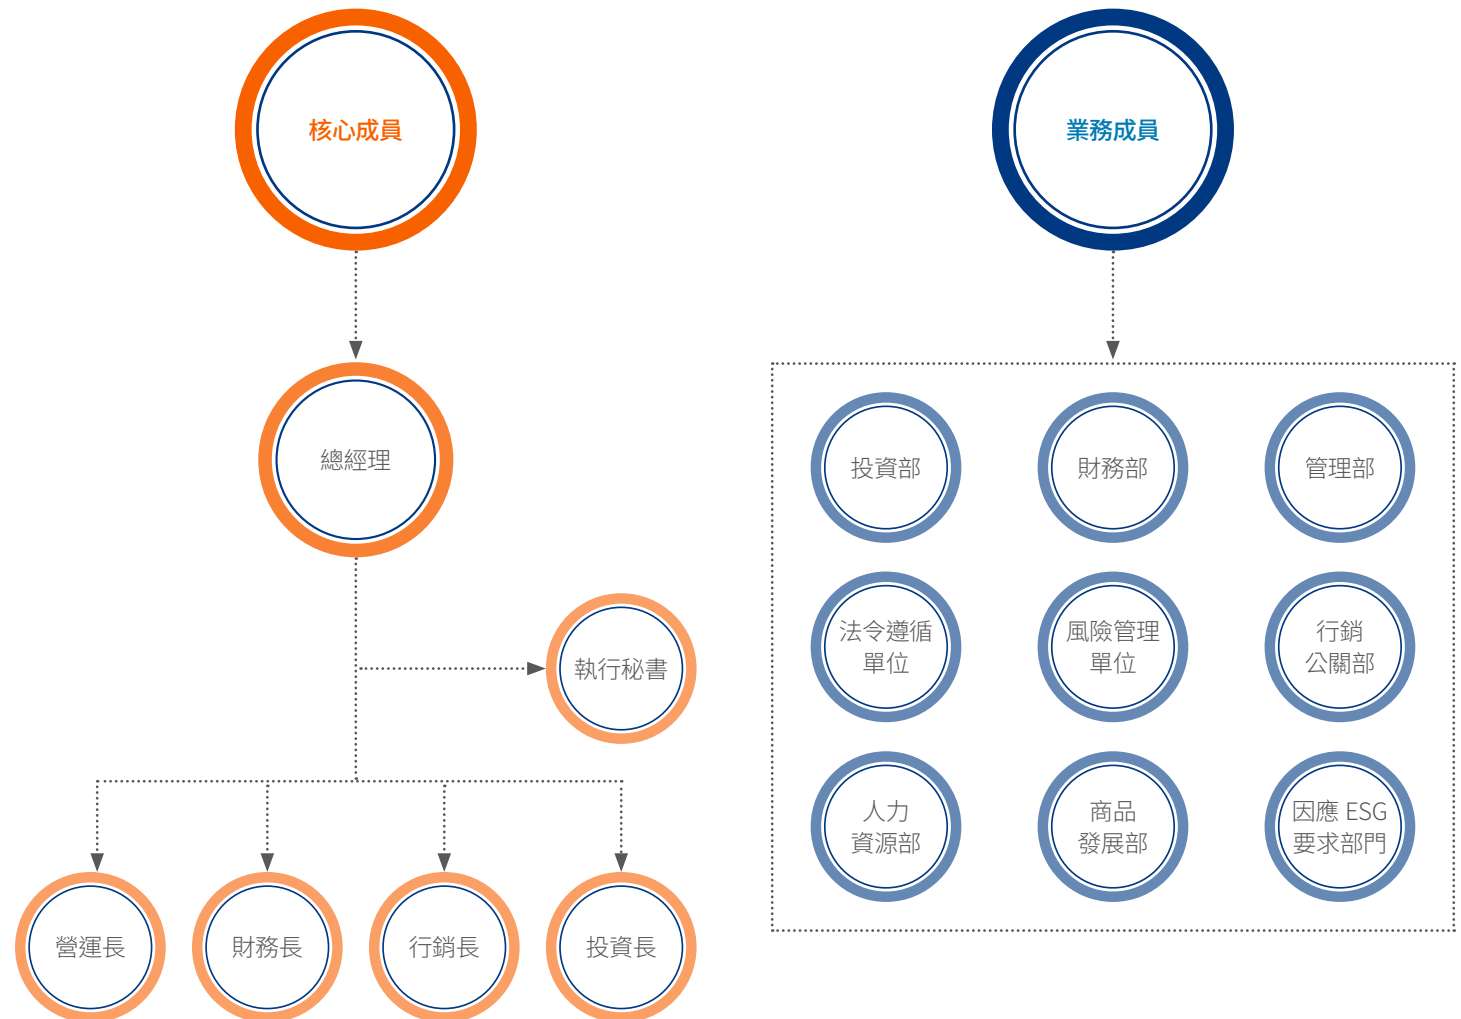 核心成員
總經理
執行秘書
營運長
財務長
行銷長
投資長
業務成員
投資部
財務部
管理部
法令遵循
單位
風險管理
單位
行銷
公關部
人力
資源部
商品
發展部
因應 ESG
要求部門